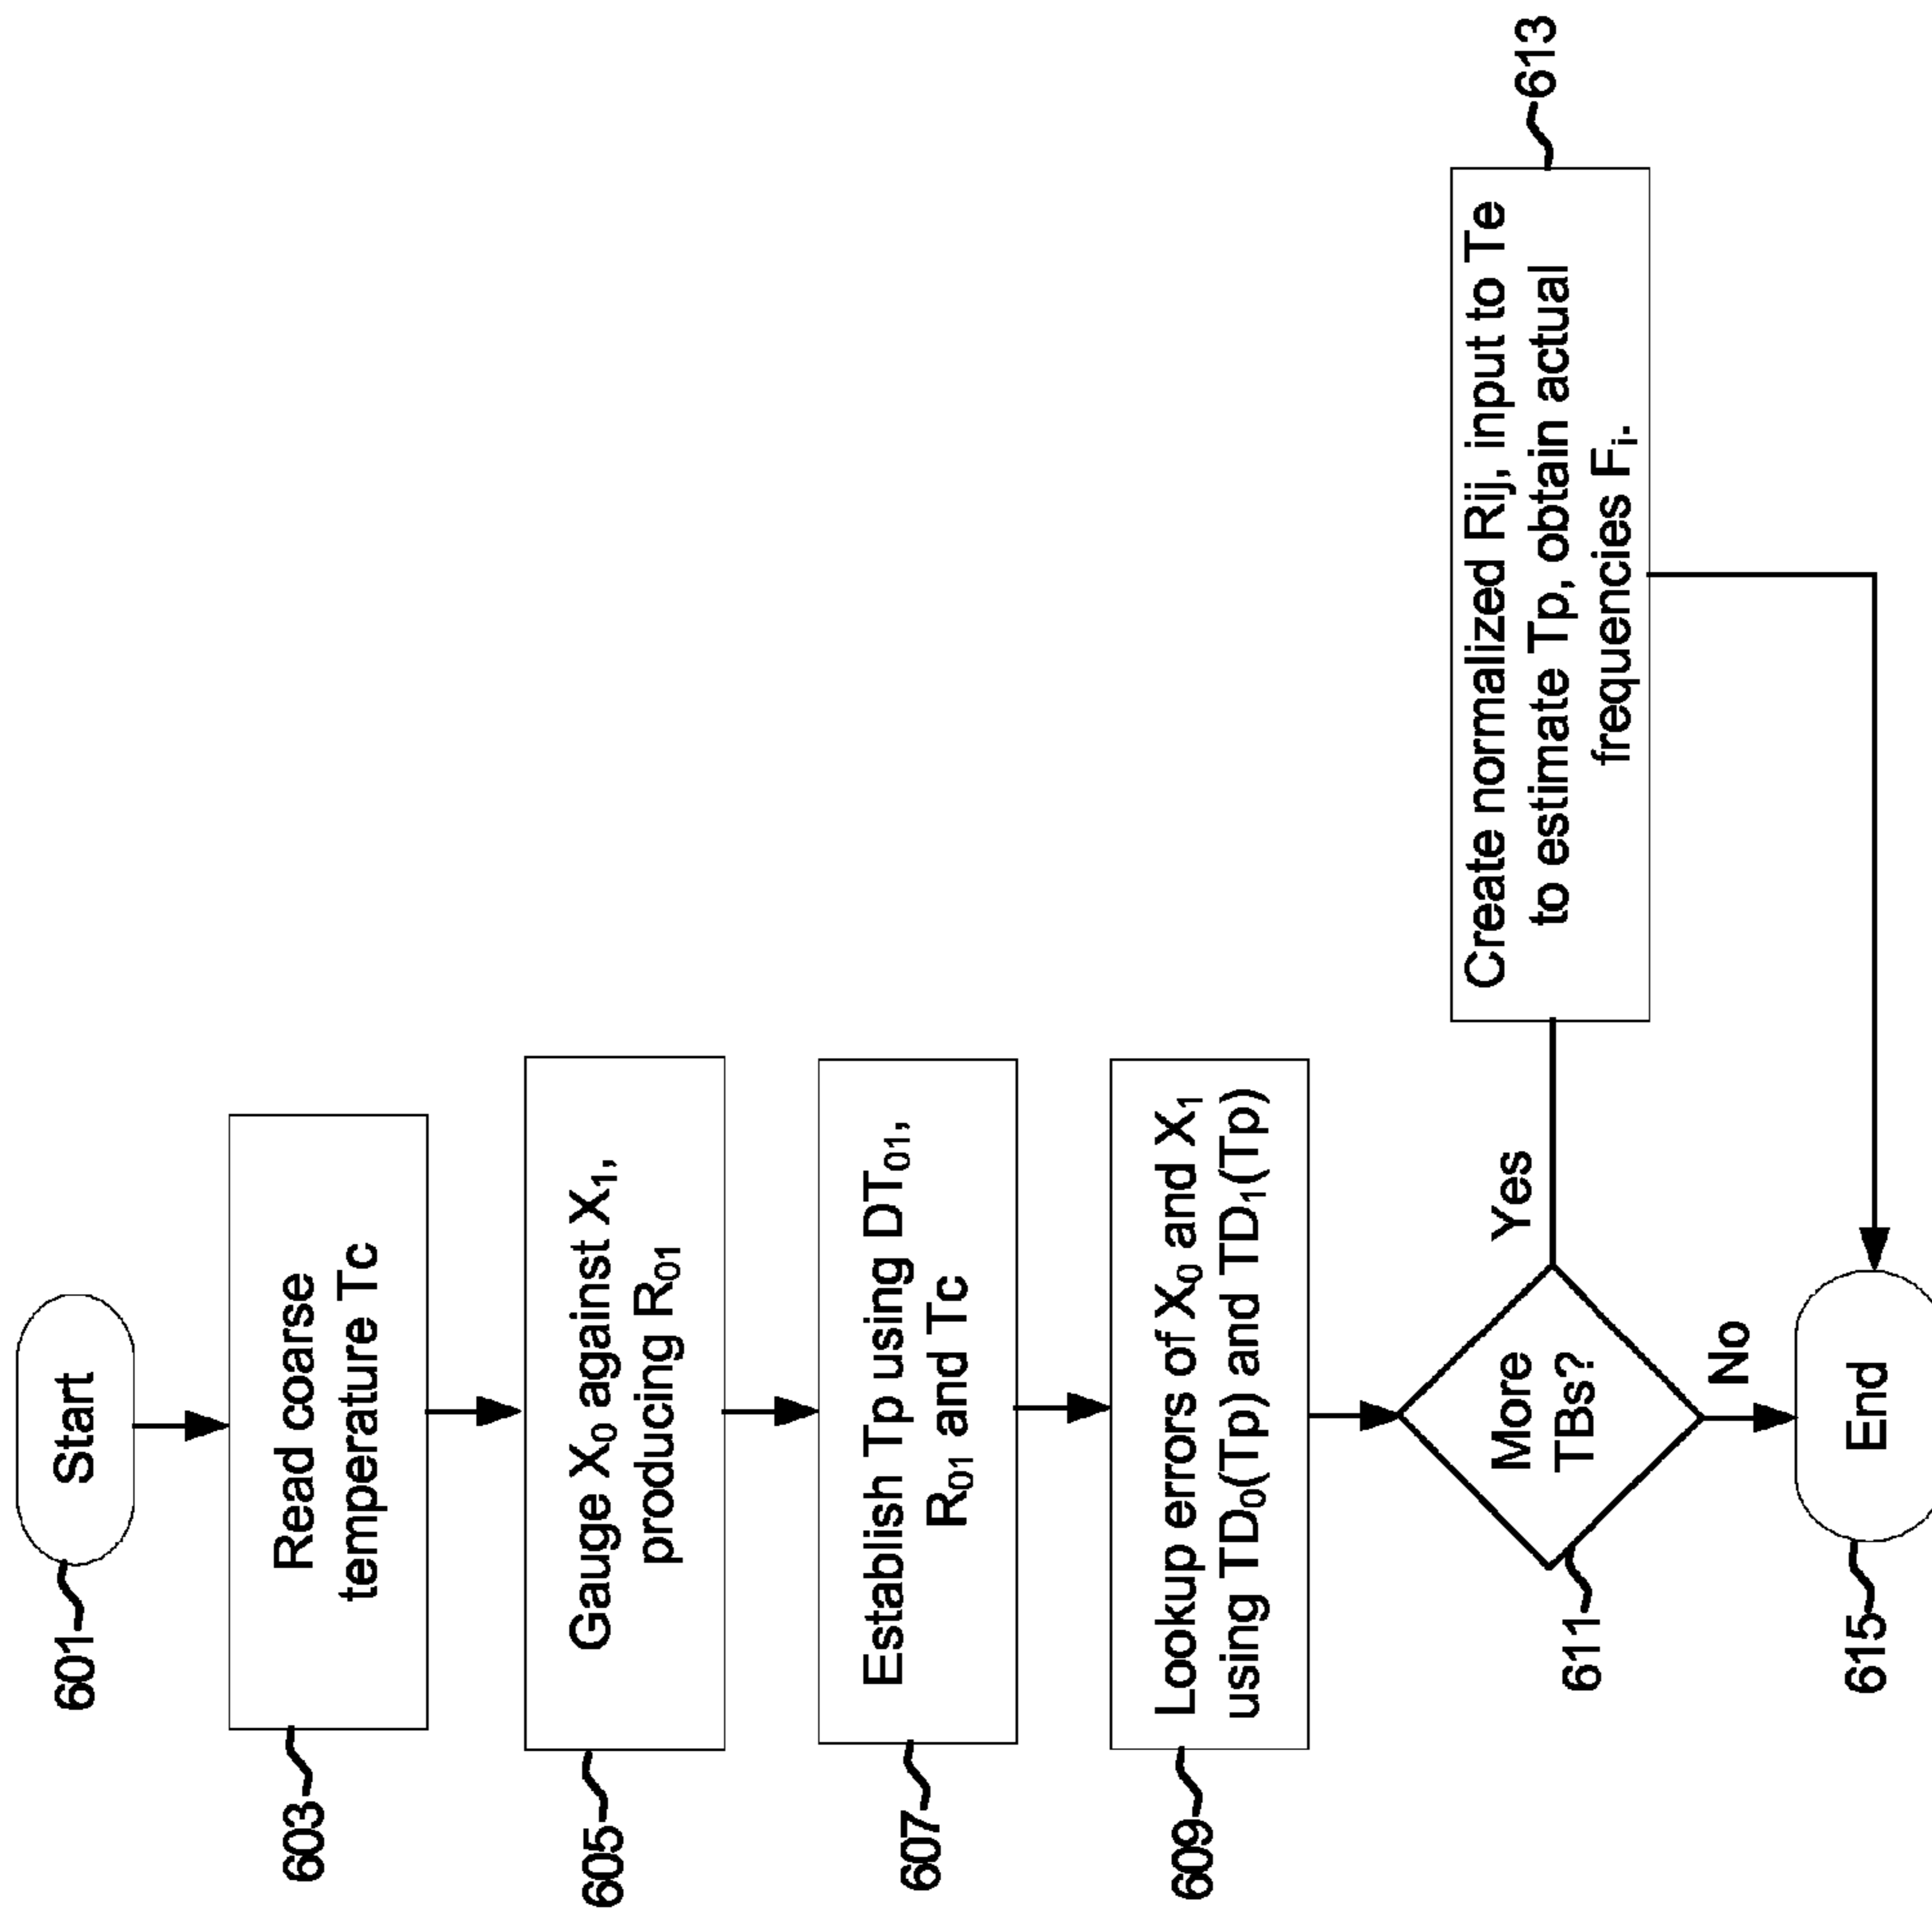 601
Start
603
Read coarse
temperature Tc
605
Gauge X₀ against X₁,
producing R₀₁
607
Establish Tp using DT₀₁,
R₀₁ and Tc
609
Lookup errors of X₀ and X₁
using TD₀(Tp) and TD₁(Tp)
611
More
TBs?
Yes
No
613
Create normalized Rij, input to Te
to estimate Tp, obtain actual
frequencies Fᵢ.
615
End